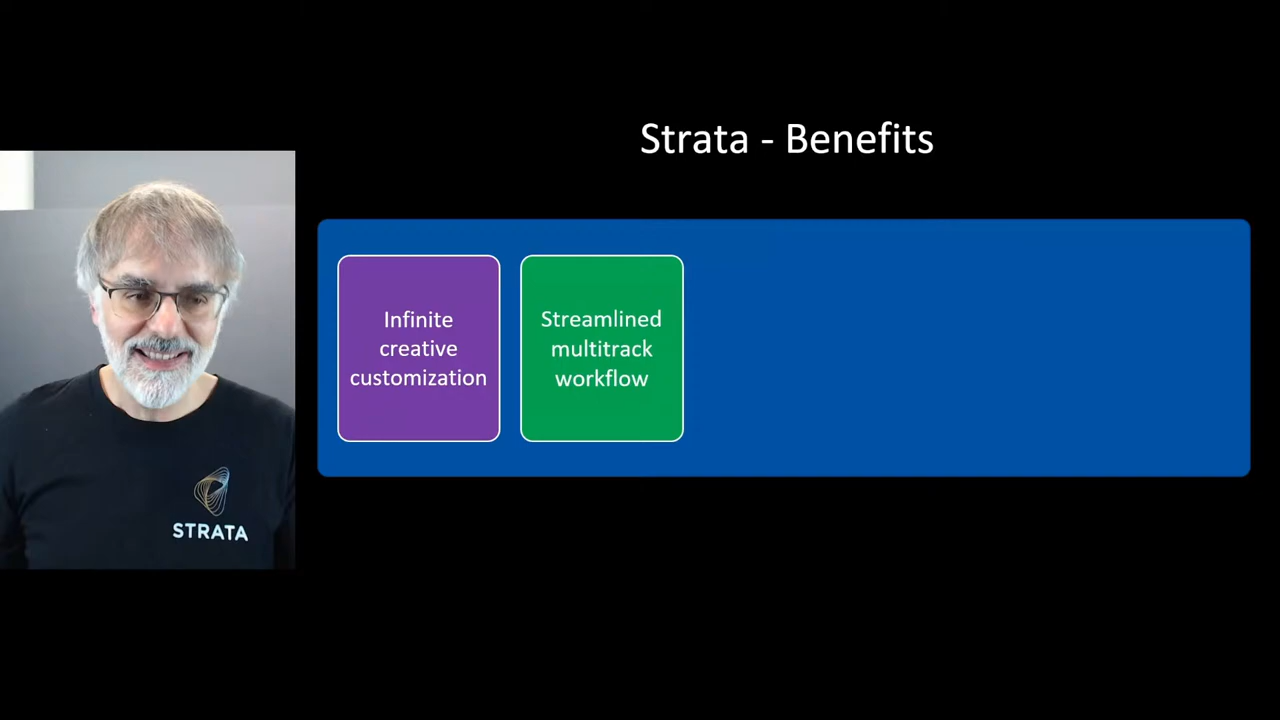 Strata - Benefits
Infinite
creative
customization
Streamlined
multitrack
workflow
STRATA